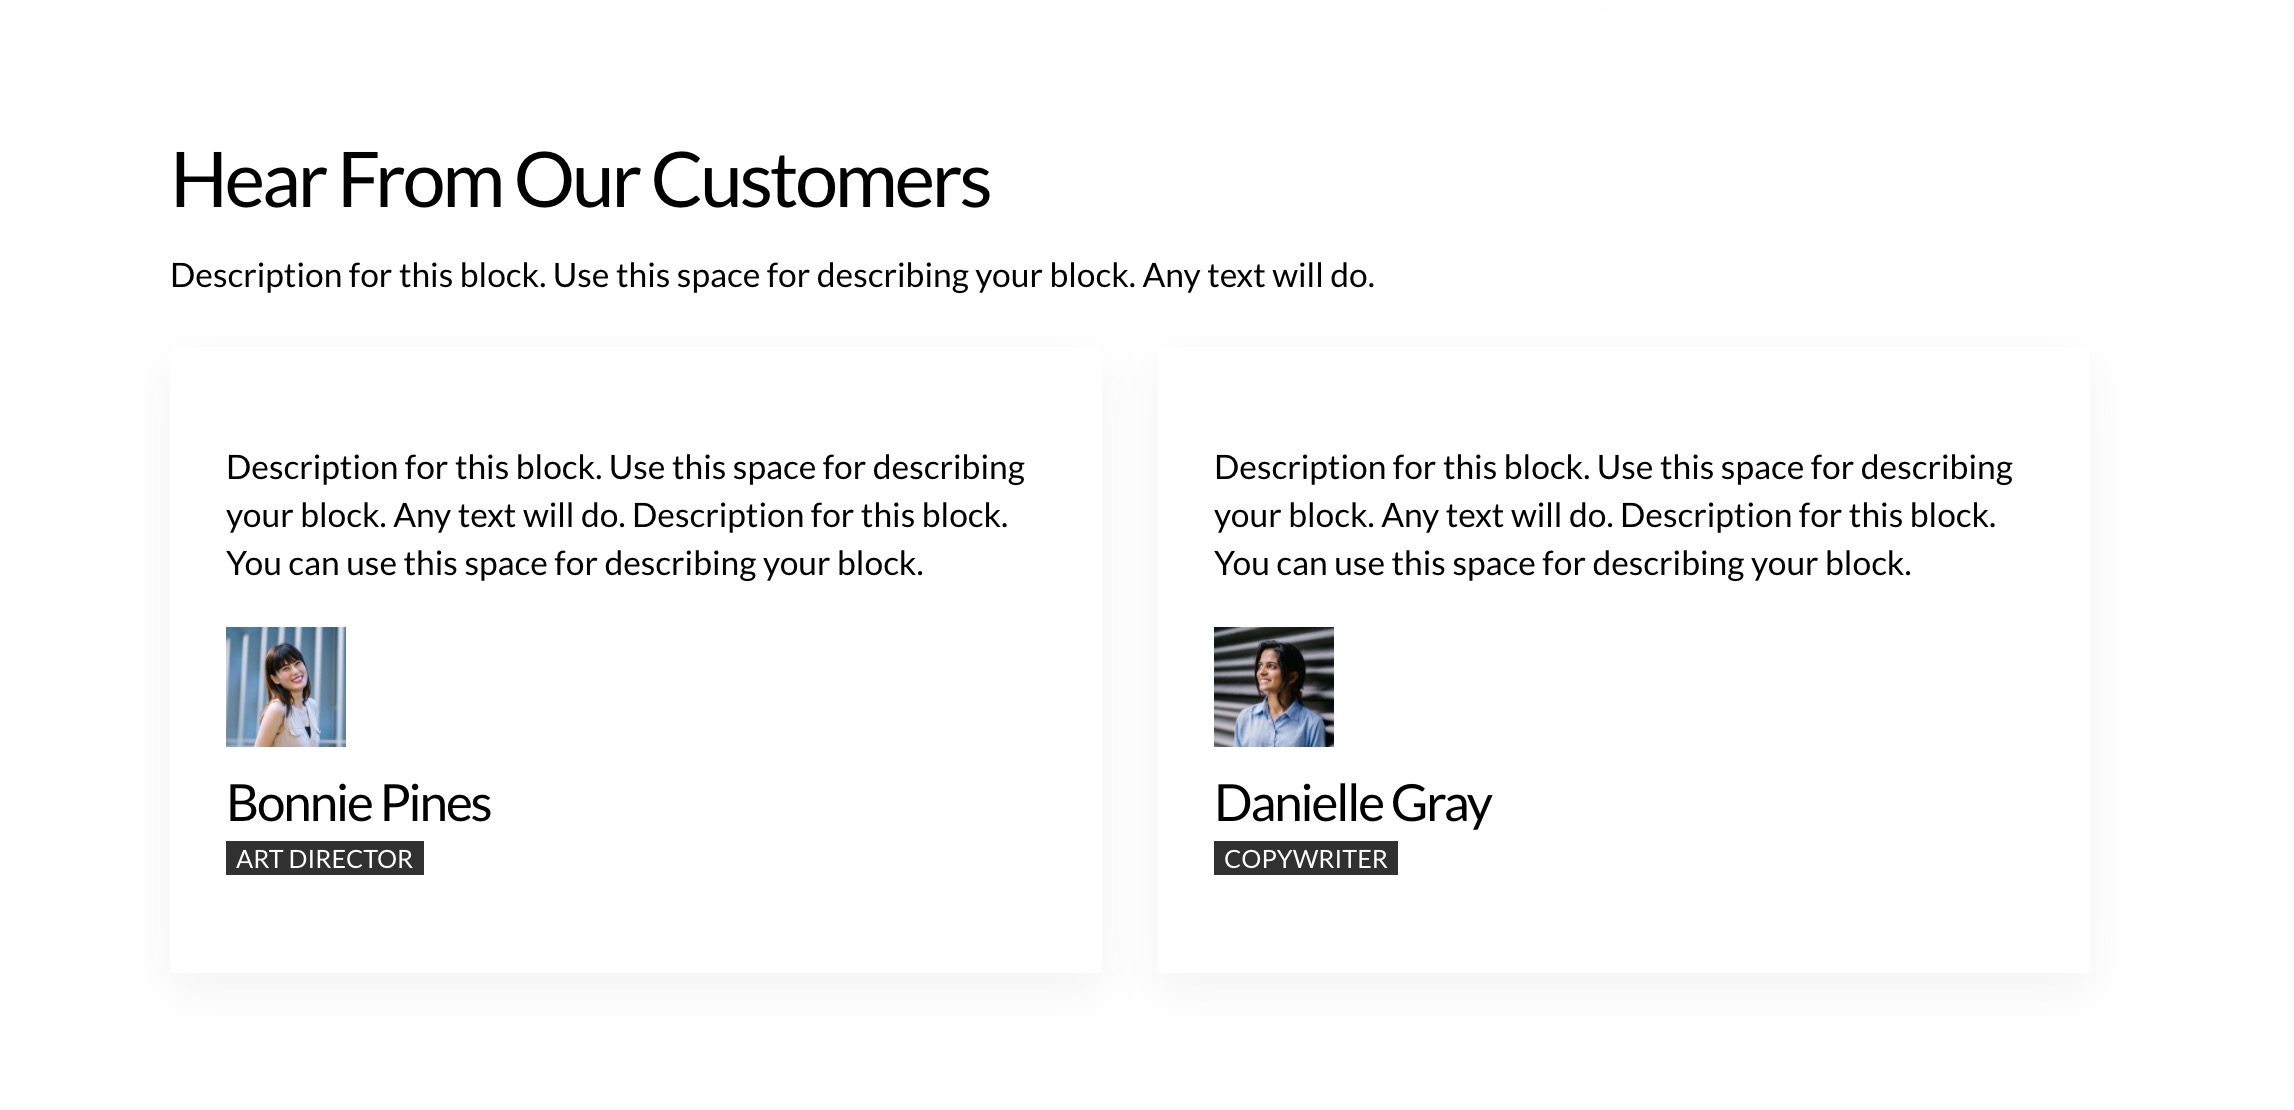 Hear From Our Customers
Description for this block. Use this space for describing your block. Any text will do.
Description for this block. Use this space for describing
your block. Any text will do. Description for this block.
You can use this space for describing your block.
Bonnie Pines
ART DIRECTOR
Description for this block. Use this space for describing
your block. Any text will do. Description for this block.
You can use this space for describing your block.
Danielle Gray
COPYWRITER